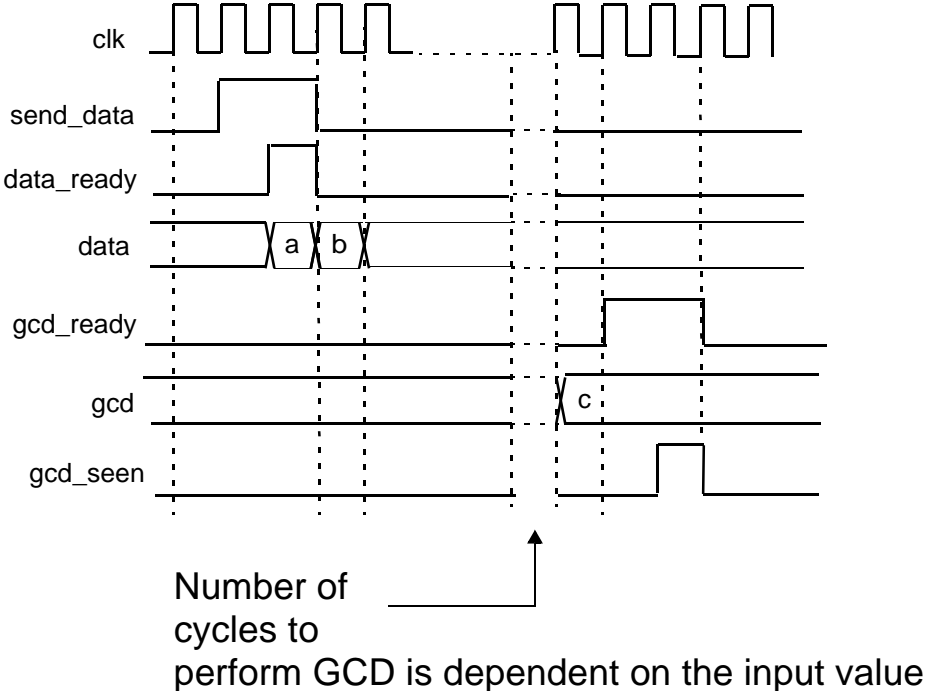 clk
send_data
data_ready
data
a
b
gcd_ready
gcd
c
gcd_seen
Number of
cycles to
perform GCD is dependent on the input value